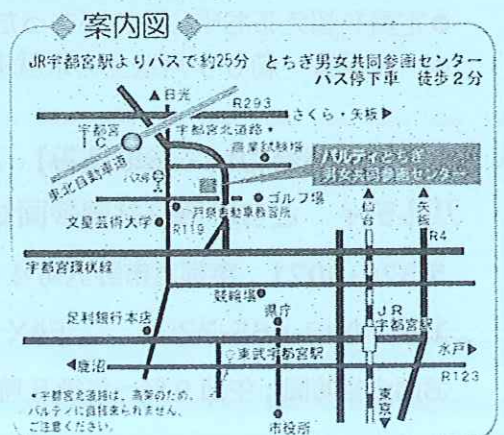 案内図
JR宇都宮駅よりバスで約25分 とちぎ男女共同参画センター
バス停下車 徒歩2分
▲日光
R293
さくら・矢板▶
宇都宮
IC
宇都宮北道路*
東北自動車道
農業試験場
パルティとちぎ
男女共同参画センター
バス停
ゴルフ場
文星芸術大学
戸祭自動車教習所
R119
仙台
矢板
R4
宇都宮環状線
競輪場
足利銀行本店
県庁
JR
宇都宮駅
◀鹿沼
東武宇都宮駅
水戸▶
R123
*宇都宮北道路は、高架のため、
パルティに直接来られません。
ご注意ください。
市役所
東京